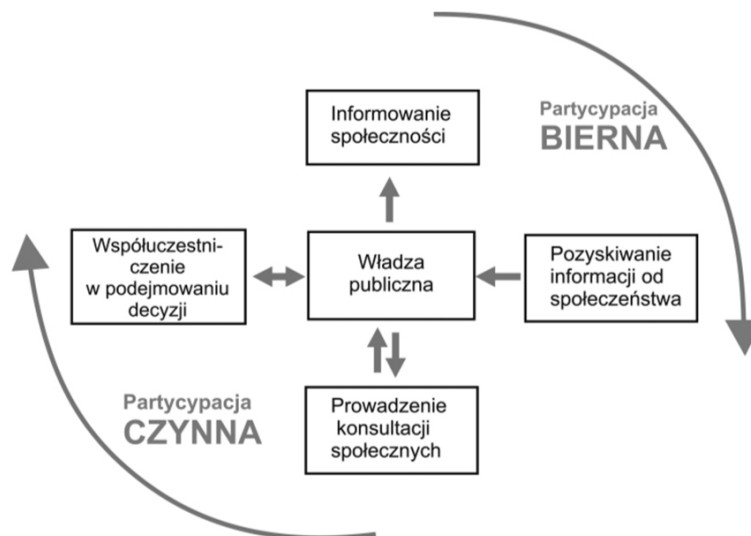 Informowanie
społeczności
Partycypacja
BIERNA
Współuczestni-
czenie
w podejmowaniu
decyzji
Władza
publiczna
Pozyskiwanie
informacji od
społeczeństwa
Partycypacja
CZYNNA
Prowadzenie
konsultacji
społecznych